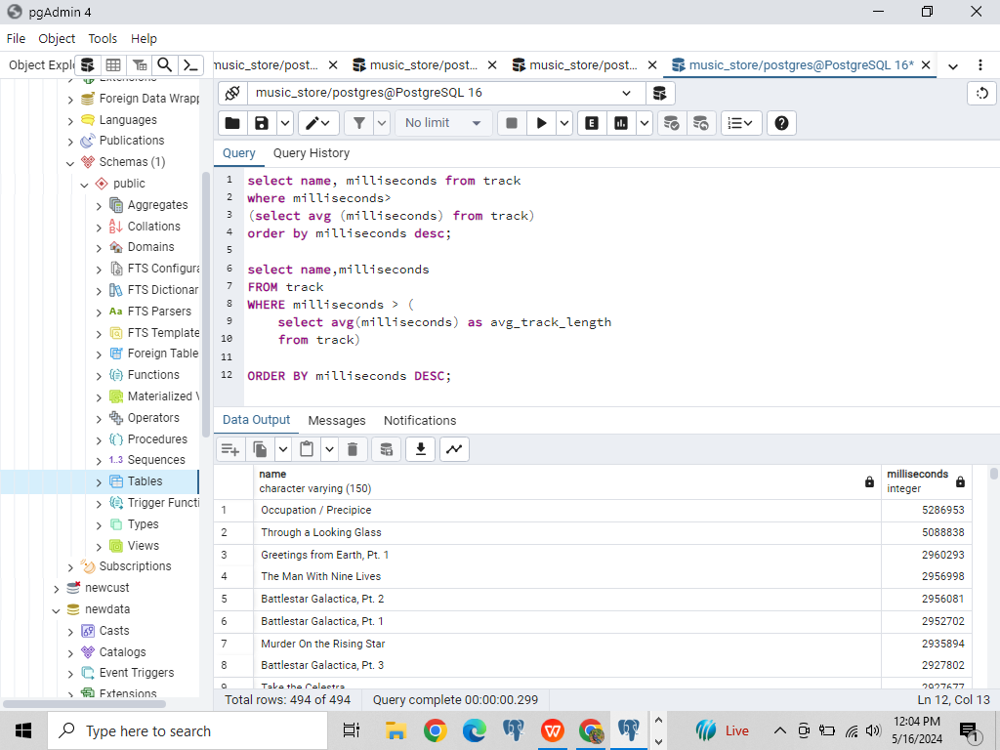 pgAdmin 4
File Object Tools Help
Object Expl
music_store/post... music_store/post... music_store/post... music_store/postgres@PostgreSQL 16*
music_store/postgres@PostgreSQL 16
No limit
Query Query History
Extensions
Foreign Data Wrapp
Languages
Publications
Schemas (1)
public
Aggregates
Collations
Domains
FTS Configura
FTS Dictionar
Aa FTS Parsers
FTS Template
Foreign Table
Functions
Materialized V
Operators
Procedures
1..3 Sequences
Tables
Trigger Functi
Types
Views
Subscriptions
newcust
newdata
Casts
Catalogs
Event Triggers
Extensions
1 select name, milliseconds from track
2 where milliseconds>
3 (select avg (milliseconds) from track)
4 order by milliseconds desc;
5
6 select name,milliseconds
7 FROM track
8 WHERE milliseconds > (
9 select avg(milliseconds) as avg_track_length
10 from track)
11
12 ORDER BY milliseconds DESC;
Data Output Messages Notifications
name milliseconds
character varying (150) integer
1 Occupation / Precipice 5286953
2 Through a Looking Glass 5088838
3 Greetings from Earth, Pt. 1 2960293
4 The Man With Nine Lives 2956998
5 Battlestar Galactica, Pt. 2 2956081
6 Battlestar Galactica, Pt. 1 2952702
7 Murder On the Rising Star 2935894
8 Battlestar Galactica, Pt. 3 2927802
9 Take the Celestra 2927677
Total rows: 494 of 494 Query complete 00:00:00.299 Ln 12, Col 13
Type here to search
Live
12:04 PM
5/16/2024
1